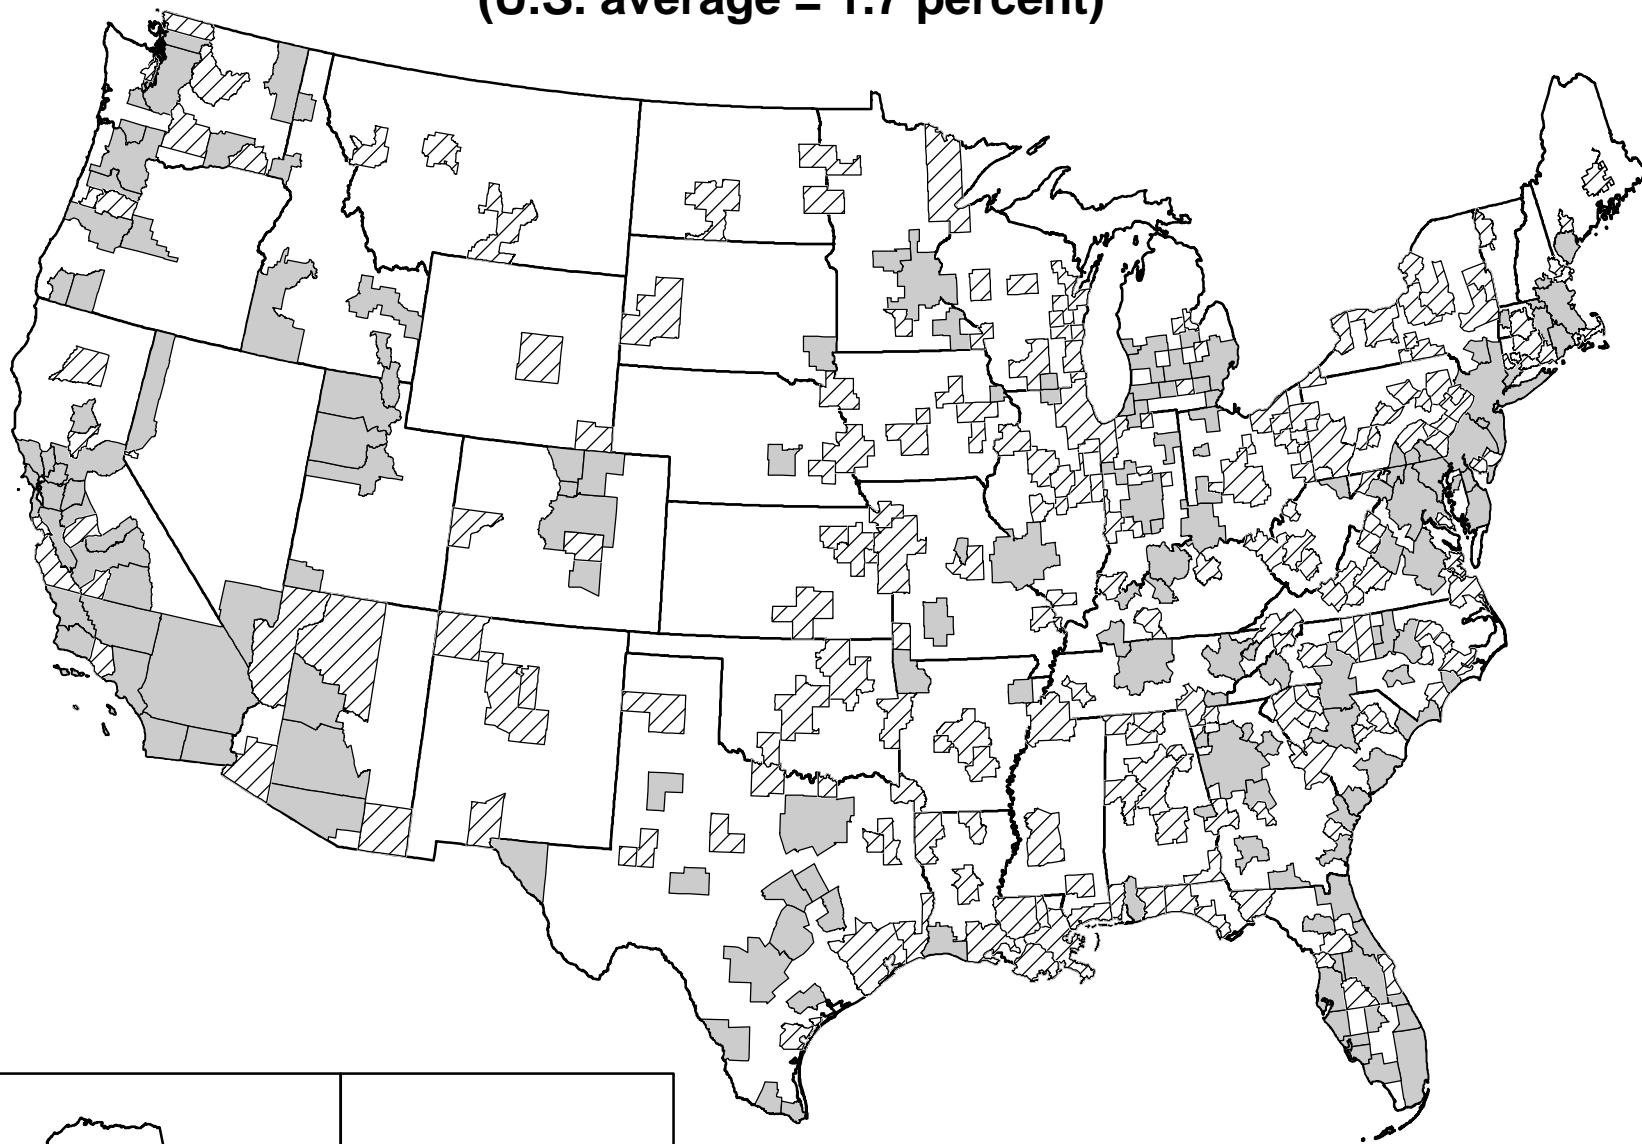 (U.S. average = 1.7 percent)